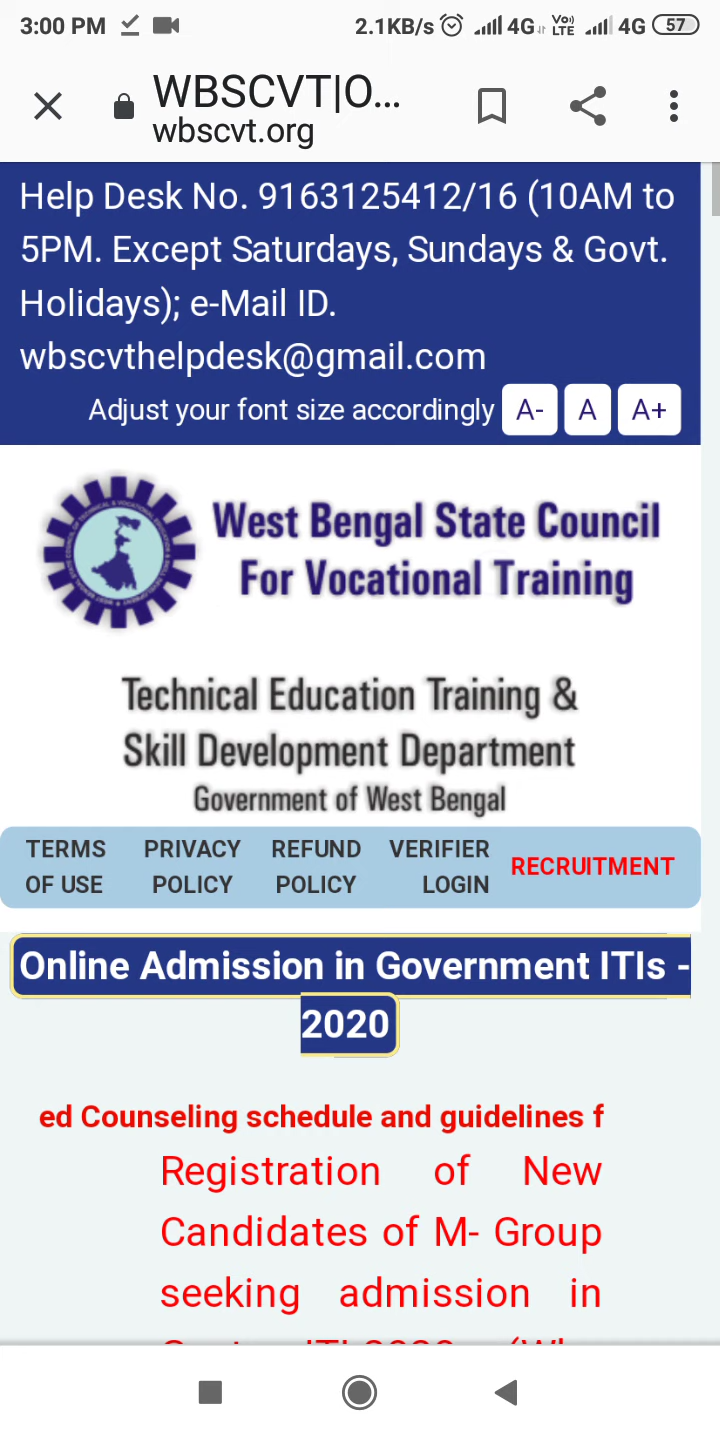 3:00 PM 2.1KB/s 4G Vo)) LTE 4G 57
WBSCVT|O...
wbscvt.org
Help Desk No. 9163125412/16 (10AM to
5PM. Except Saturdays, Sundays & Govt.
Holidays); e-Mail ID.
wbscvthelpdesk@gmail.com
Adjust your font size accordingly A- A A+
West Bengal State Council
For Vocational Training
Technical Education Training &
Skill Development Department
Government of West Bengal
TERMS OF USE
PRIVACY POLICY
REFUND POLICY
VERIFIER LOGIN
RECRUITMENT
Online Admission in Government ITIs -
2020
ed Counseling schedule and guidelines f
Registration of New
Candidates of M- Group
seeking admission in